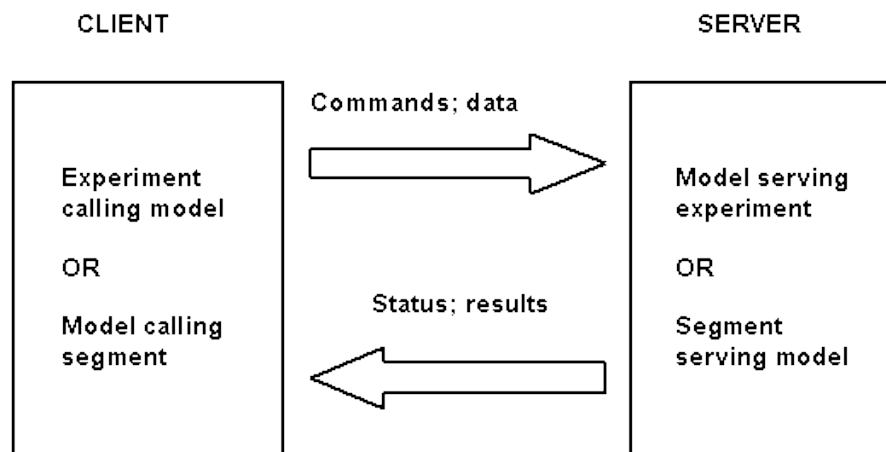 CLIENT
SERVER
Commands; data
Experiment
calling model
OR
Model calling
segment
Model serving
experiment
OR
Segment
serving model
Status; results